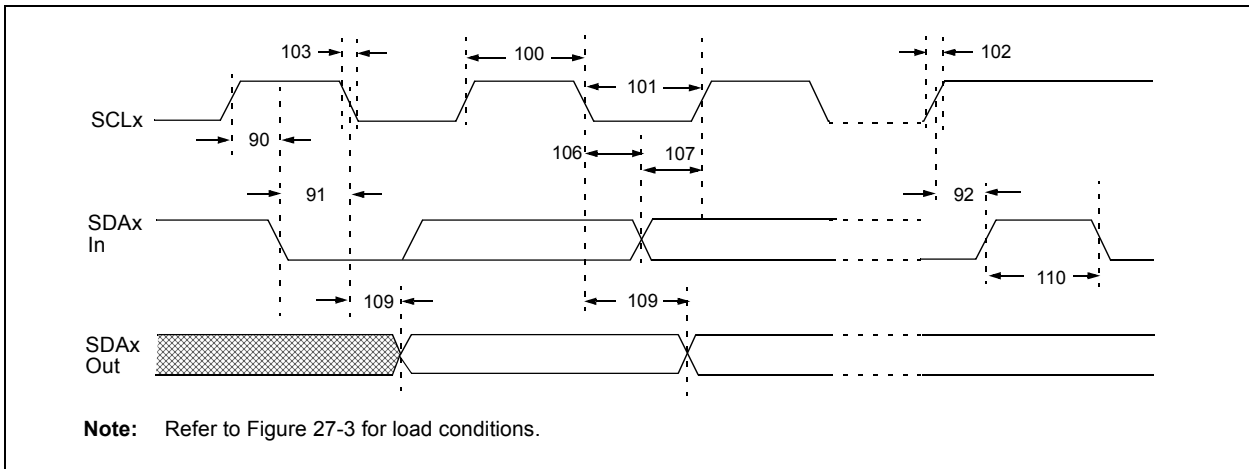 103
100
102
101
SCLx
90
106
107
91
92
SDAx
In
109
109
110
SDAx
Out
Note: Refer to Figure 27-3 for load conditions.